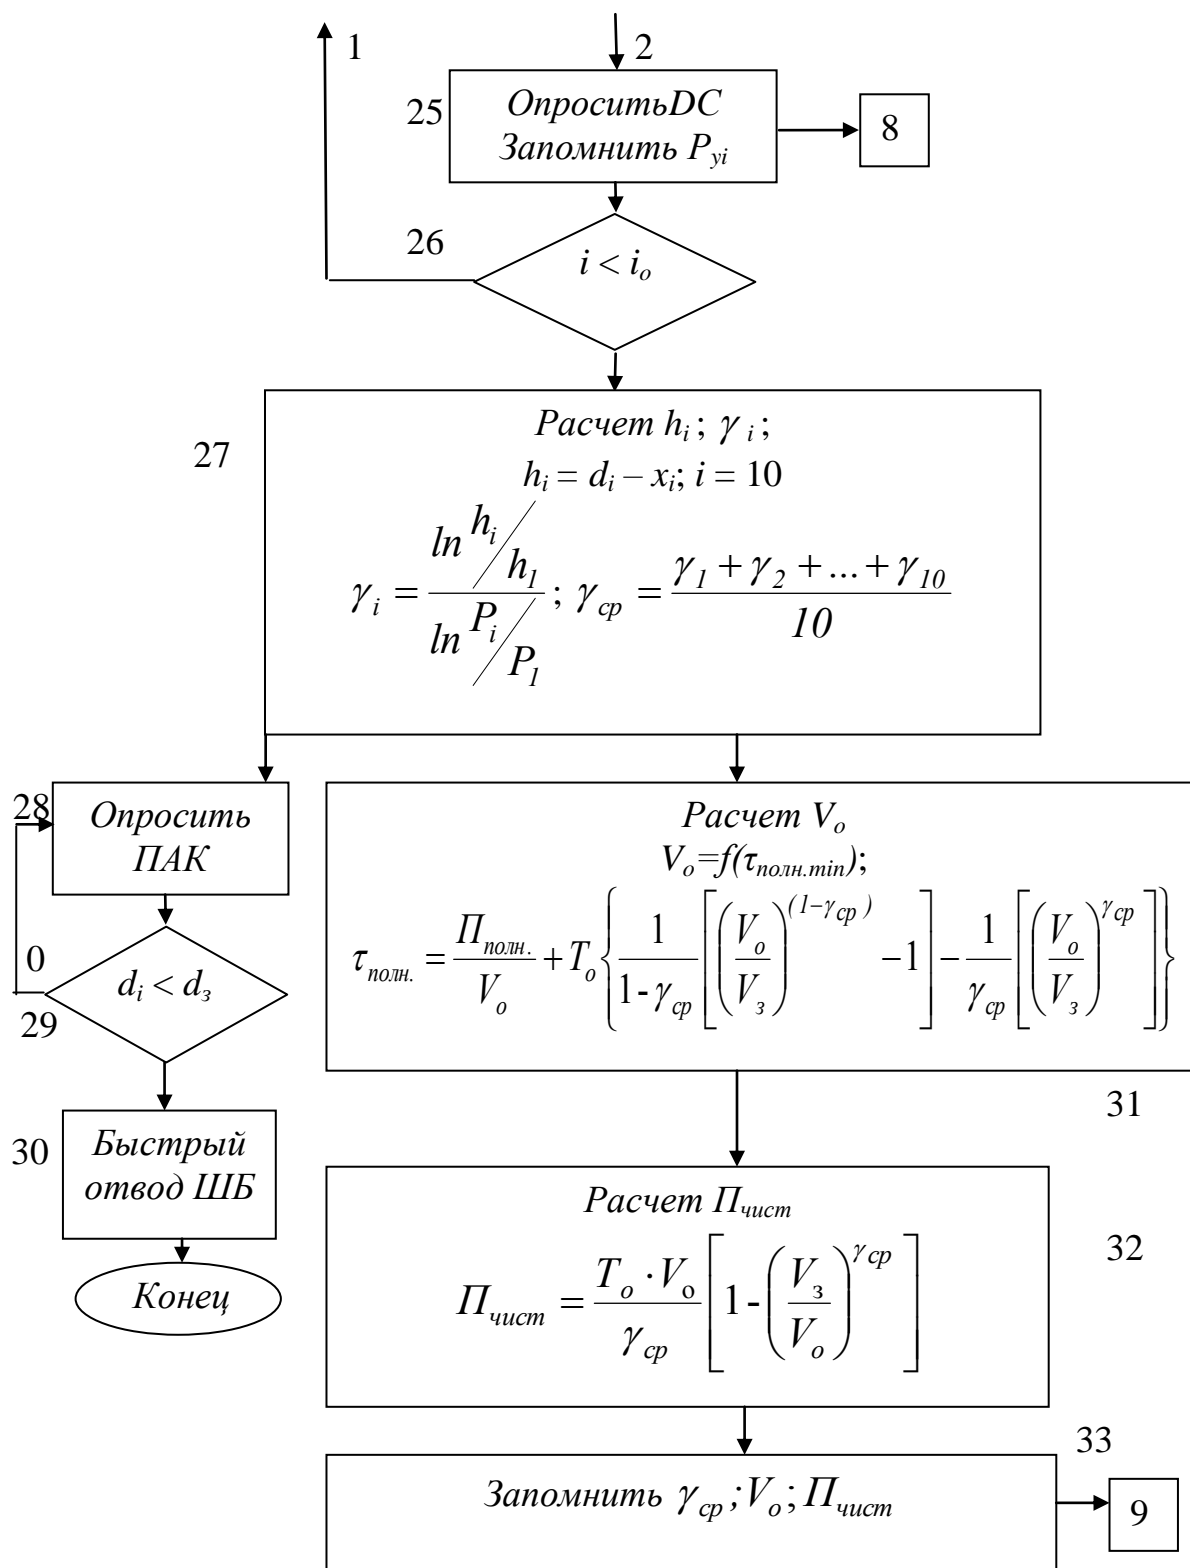 1
2
25
ОпроситьDC
Запомнить P_yi
8
26
i < i_o
27
Расчет h_i ; γ_i ;
h_i = d_i – x_i; i = 10
γ_i = (ln h_i/h_1)/(ln P_i/P_1) ; γ_ср = (γ_1 + γ_2 + ... + γ_10)/10
28
Опросить
ПАК
0
d_i < d_з
29
30
Быстрый
отвод ШБ
Конец
Расчет V_o
V_o=f(τ_полн.min);
τ_полн. = П_полн./V_o + T_o{1/(1-γ_ср)[(V_o/V_з)^(1−γ_ср) −1] − 1/γ_ср[(V_o/V_з)^γ_ср]}
31
Расчет П_чист
32
П_чист = (T_o · V_o)/γ_ср [1-(V_з/V_o)^γ_ср]
33
Запомнить γ_ср ; V_o ; П_чист
9